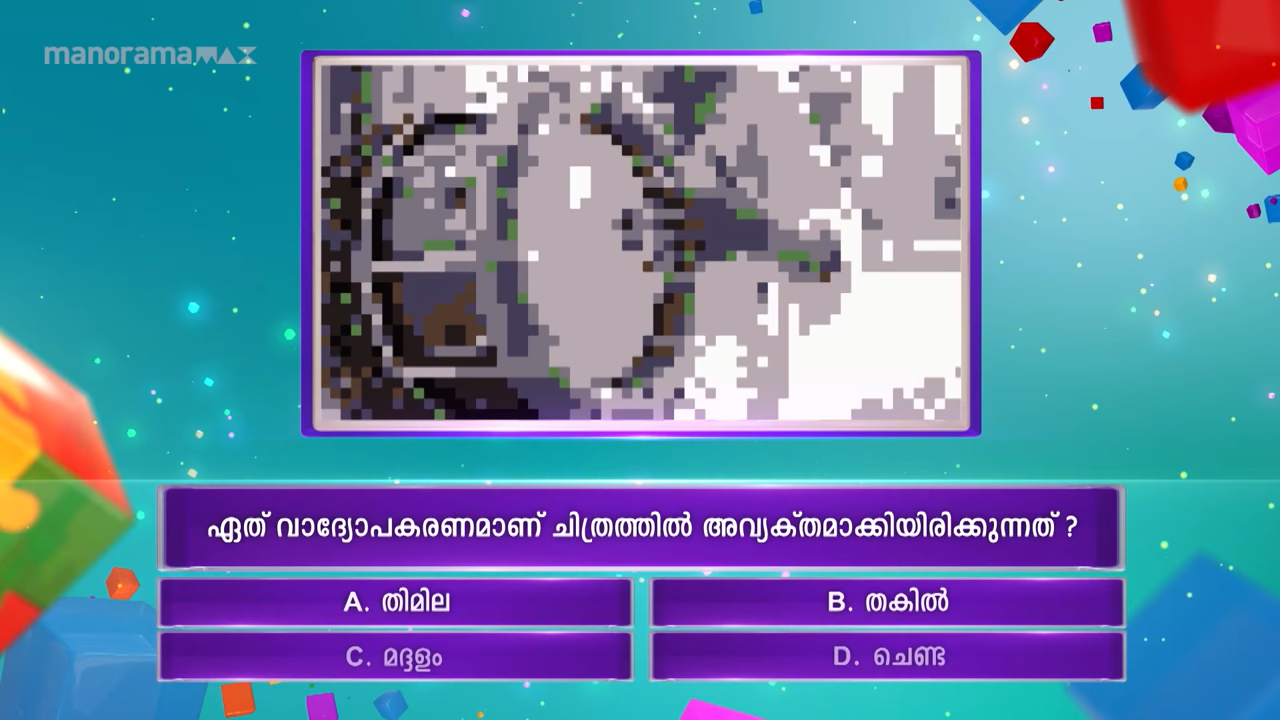 manoramaMAX
ഏത് വാദ്യോപകരണമാണ് ചിത്രത്തിൽ അവ്യക്തമാക്കിയിരിക്കുന്നത് ?
A. തിമില
B. തകിൽ
C. മദ്ദളം
D. ചെണ്ട